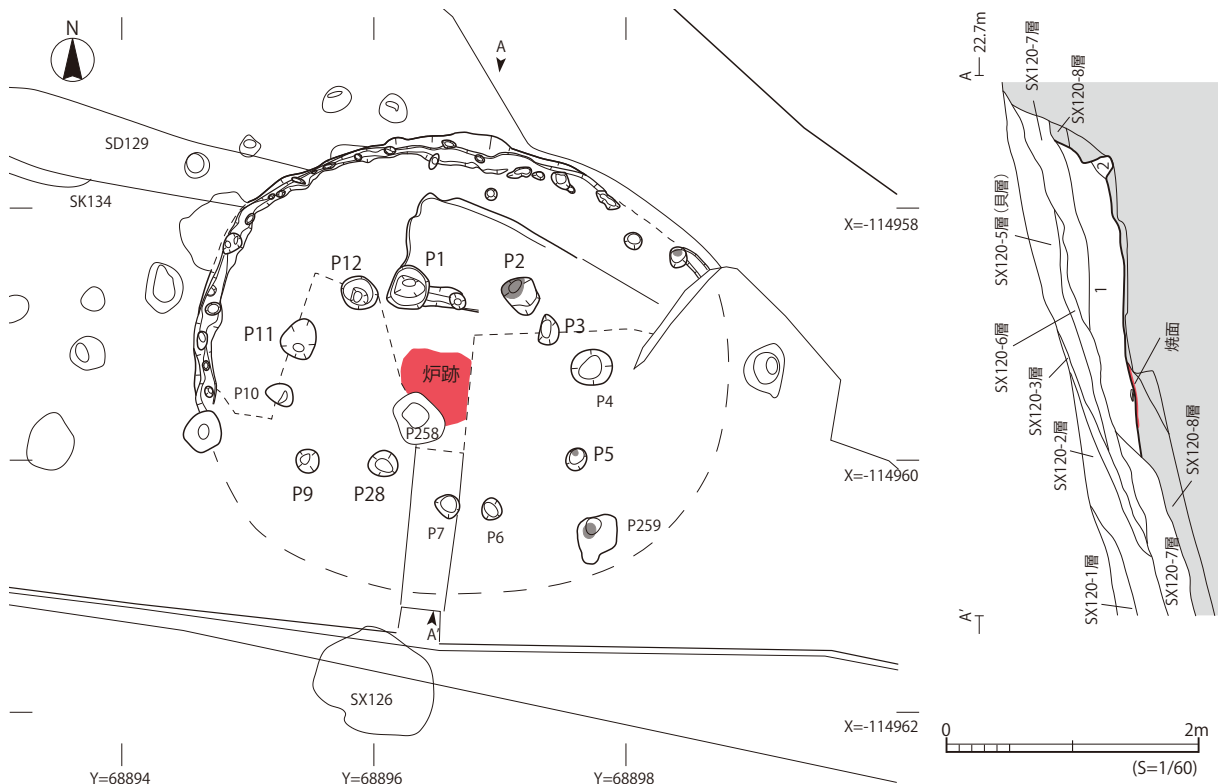 N
A
SD129
SK134
X=-114958
P12
P1
P2
P11
P3
炉跡
P10
P4
P258
P9
P28
P5
X=-114960
P7
P6
P259
A'
SX126
X=-114962
Y=68894
Y=68896
Y=68898
A
22.7m
SX120-7層
SX120-8層
2
SX120-5層(貝層)
1
SX120-6層
焼面
SX120-3層
SX120-2層
SX120-8層
SX120-1層
SX120-7層
A'
0
2m
(S=1/60)